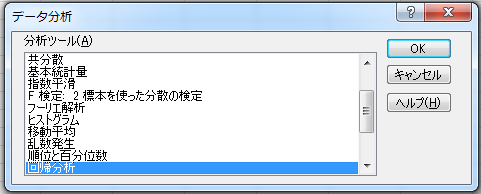 データ分析
分析ツール(A)
共分散
基本統計量
指数平滑
F 検定: 2 標本を使った分散の検定
フーリエ解析
ヒストグラム
移動平均
乱数発生
順位と百分位数
回帰分析
OK
キャンセル
ヘルプ(H)